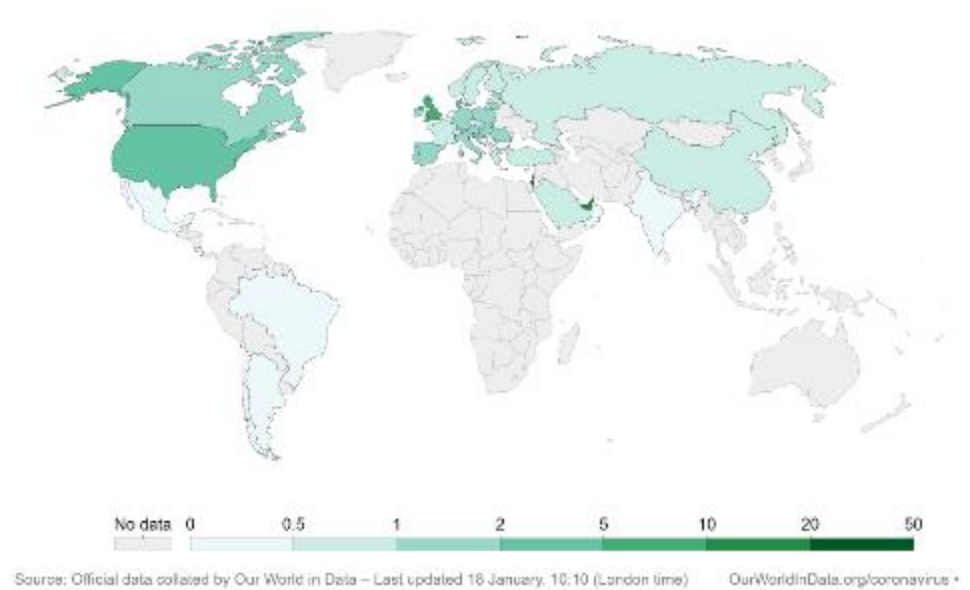 No data 0 0.5 1 2 5 10 20 50
Source: Official data collated by Our World in Data – Last updated 18 January, 10:10 (London time) OurWorldInData.org/coronavirus •